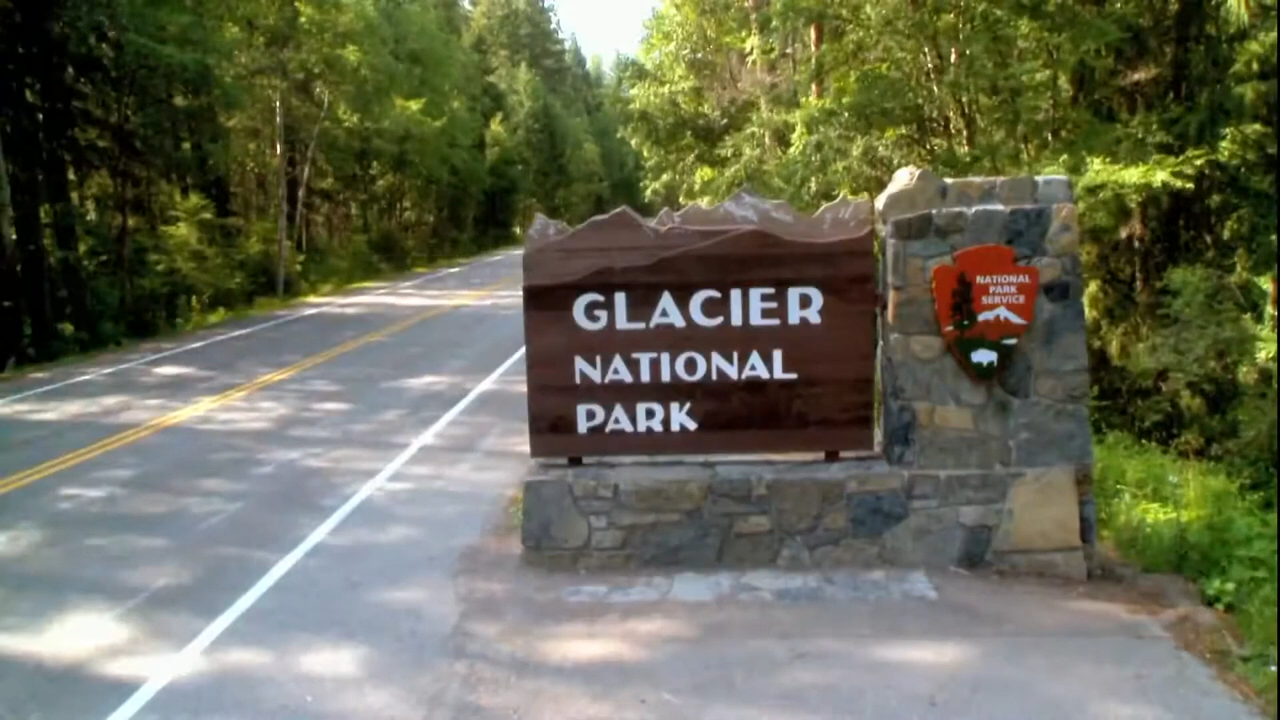 GLACIER
NATIONAL
PARK
NATIONAL
PARK
SERVICE